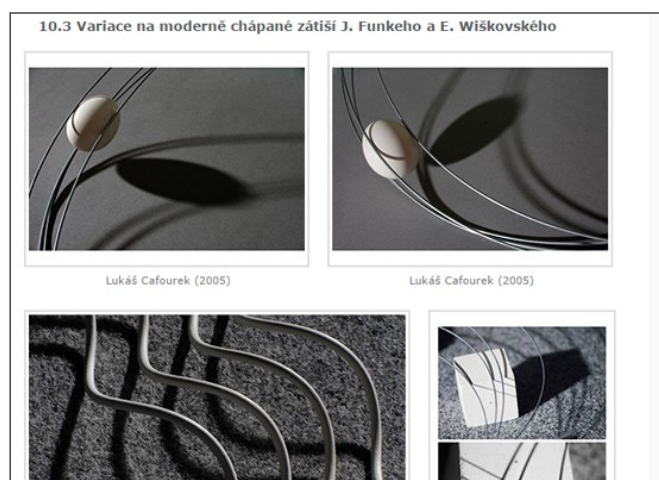 10.3 Variace na moderně chápané zátiší J. Funkeho a E. Wiškovského
Lukáš Cafourek (2005)
Lukáš Cafourek (2005)